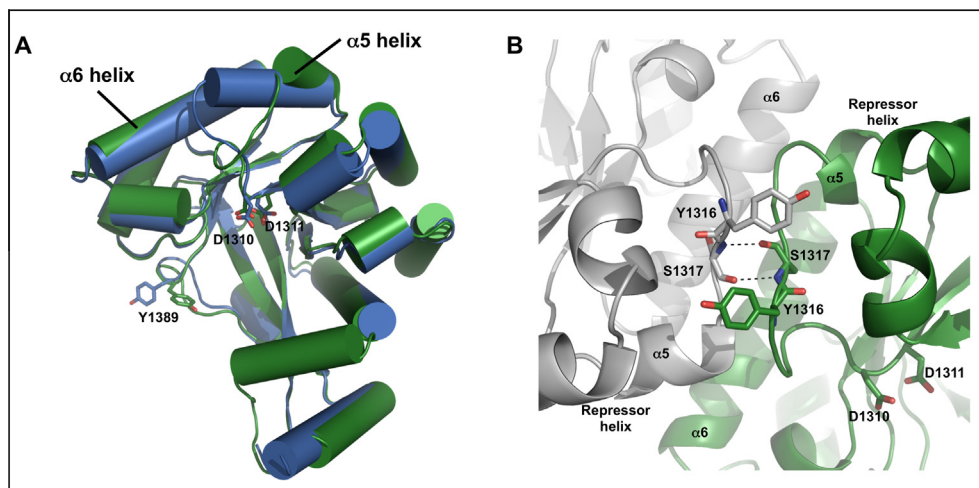 A
α5 helix
α6 helix
D1310
D1311
Y1389
B
α6
Repressor
helix
α5
Y1316
S1317
S1317
Y1316
α5
Repressor
helix
α6
D1311
D1310